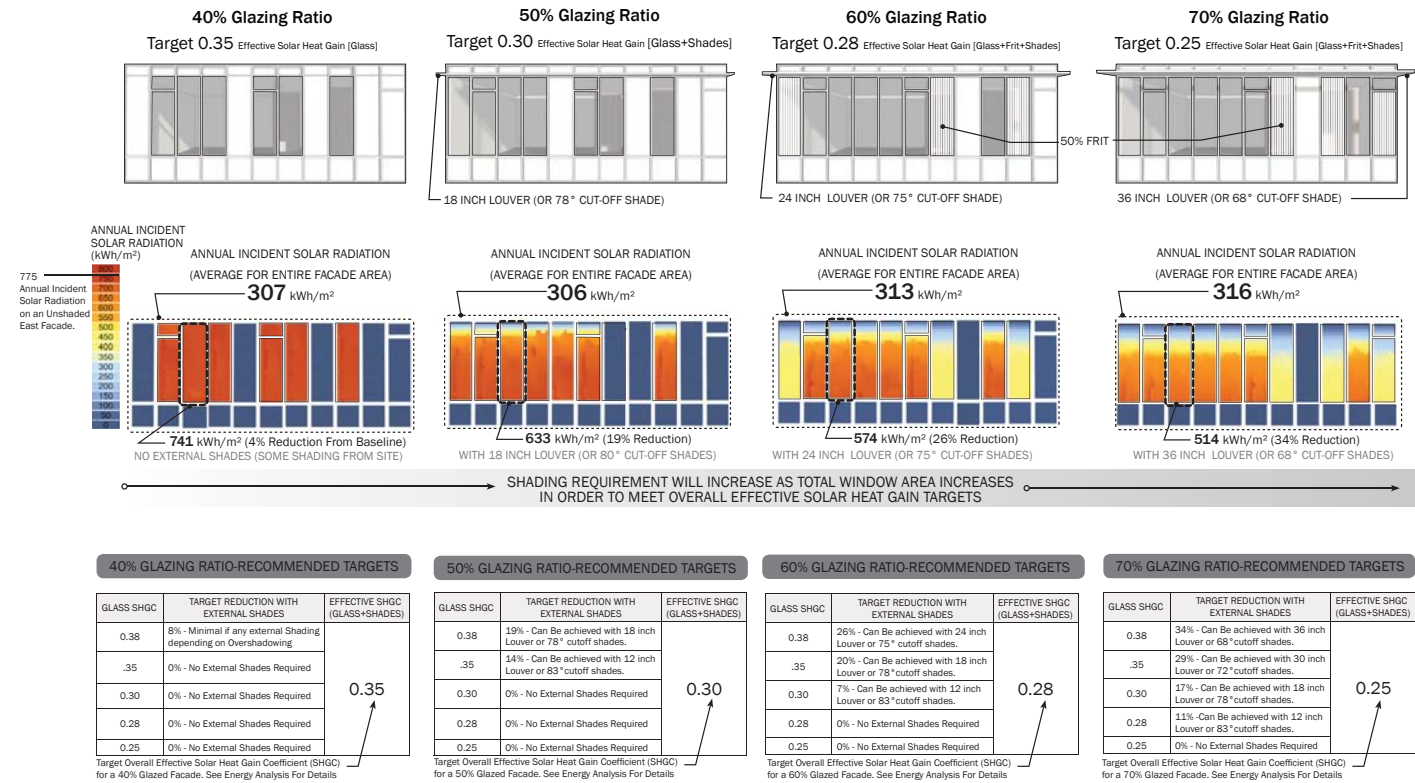 40% Glazing Ratio
Target 0.35 Effective Solar Heat Gain [Glass]
50% Glazing Ratio
Target 0.30 Effective Solar Heat Gain [Glass+Shades]
60% Glazing Ratio
Target 0.28 Effective Solar Heat Gain [Glass+Frit+Shades]
70% Glazing Ratio
Target 0.25 Effective Solar Heat Gain [Glass+Frit+Shades]
50% FRIT
18 INCH LOUVER (OR 78° CUT-OFF SHADE)
24 INCH LOUVER (OR 75° CUT-OFF SHADE)
36 INCH LOUVER (OR 68° CUT-OFF SHADE)
ANNUAL INCIDENT
SOLAR RADIATION
(kWh/m²)
775
Annual Incident
Solar Radiation
on an Unshaded
East Facade.
800
750
700
650
600
550
500
450
400
350
300
250
200
150
100
50
0
ANNUAL INCIDENT SOLAR RADIATION
(AVERAGE FOR ENTIRE FACADE AREA)
307 kWh/m²
741 kWh/m² (4% Reduction From Baseline)
NO EXTERNAL SHADES (SOME SHADING FROM SITE)
ANNUAL INCIDENT SOLAR RADIATION
(AVERAGE FOR ENTIRE FACADE AREA)
306 kWh/m²
633 kWh/m² (19% Reduction)
WITH 18 INCH LOUVER (OR 80° CUT-OFF SHADES)
ANNUAL INCIDENT SOLAR RADIATION
(AVERAGE FOR ENTIRE FACADE AREA)
313 kWh/m²
574 kWh/m² (26% Reduction)
WITH 24 INCH LOUVER (OR 75° CUT-OFF SHADES)
ANNUAL INCIDENT SOLAR RADIATION
(AVERAGE FOR ENTIRE FACADE AREA)
316 kWh/m²
514 kWh/m² (34% Reduction)
WITH 36 INCH LOUVER (OR 68° CUT-OFF SHADES)
SHADING REQUIREMENT WILL INCREASE AS TOTAL WINDOW AREA INCREASES
IN ORDER TO MEET OVERALL EFFECTIVE SOLAR HEAT GAIN TARGETS
40% GLAZING RATIO-RECOMMENDED TARGETS
GLASS SHGC
TARGET REDUCTION WITH
EXTERNAL SHADES
EFFECTIVE SHGC
(GLASS+SHADES)
0.38
8% - Minimal if any external Shading
depending on Overshadowing
.35
0% - No External Shades Required
0.30
0% - No External Shades Required
0.28
0% - No External Shades Required
0.25
0% - No External Shades Required
0.35
Target Overall Effective Solar Heat Gain Coefficient (SHGC)
for a 40% Glazed Facade. See Energy Analysis For Details
50% GLAZING RATIO-RECOMMENDED TARGETS
GLASS SHGC
TARGET REDUCTION WITH
EXTERNAL SHADES
EFFECTIVE SHGC
(GLASS+SHADES)
0.38
19% - Can Be achieved with 18 inch
Louver or 78° cutoff shades.
.35
14% - Can Be achieved with 12 inch
Louver or 83°cutoff shades.
0.30
0% - No External Shades Required
0.28
0% - No External Shades Required
0.25
0% - No External Shades Required
0.30
Target Overall Effective Solar Heat Gain Coefficient (SHGC)
for a 50% Glazed Facade. See Energy Analysis For Details
60% GLAZING RATIO-RECOMMENDED TARGETS
GLASS SHGC
TARGET REDUCTION WITH
EXTERNAL SHADES
EFFECTIVE SHGC
(GLASS+SHADES)
0.38
26% - Can Be achieved with 24 inch
Louver or 75° cutoff shades.
.35
20% - Can Be achieved with 18 inch
Louver or 78°cutoff shades.
0.30
7% - Can Be achieved with 12 inch
Louver or 83°cutoff shades.
0.28
0% - No External Shades Required
0.25
0% - No External Shades Required
0.28
Target Overall Effective Solar Heat Gain Coefficient (SHGC)
for a 60% Glazed Facade. See Energy Analysis For Details
70% GLAZING RATIO-RECOMMENDED TARGETS
GLASS SHGC
TARGET REDUCTION WITH
EXTERNAL SHADES
EFFECTIVE SHGC
(GLASS+SHADES)
0.38
34% - Can Be achieved with 36 inch
Louver or 68°cutoff shades.
.35
29% - Can Be achieved with 30 inch
Louver or 72°cutoff shades.
0.30
17% - Can Be achieved with 18 inch
Louver or 78°cutoff shades.
0.28
11% -Can Be achieved with 12 inch
Louver or 83°cutoff shades.
0.25
0% - No External Shades Required
0.25
Target Overall Effective Solar Heat Gain Coefficient (SHGC)
for a 70% Glazed Facade. See Energy Analysis For Details